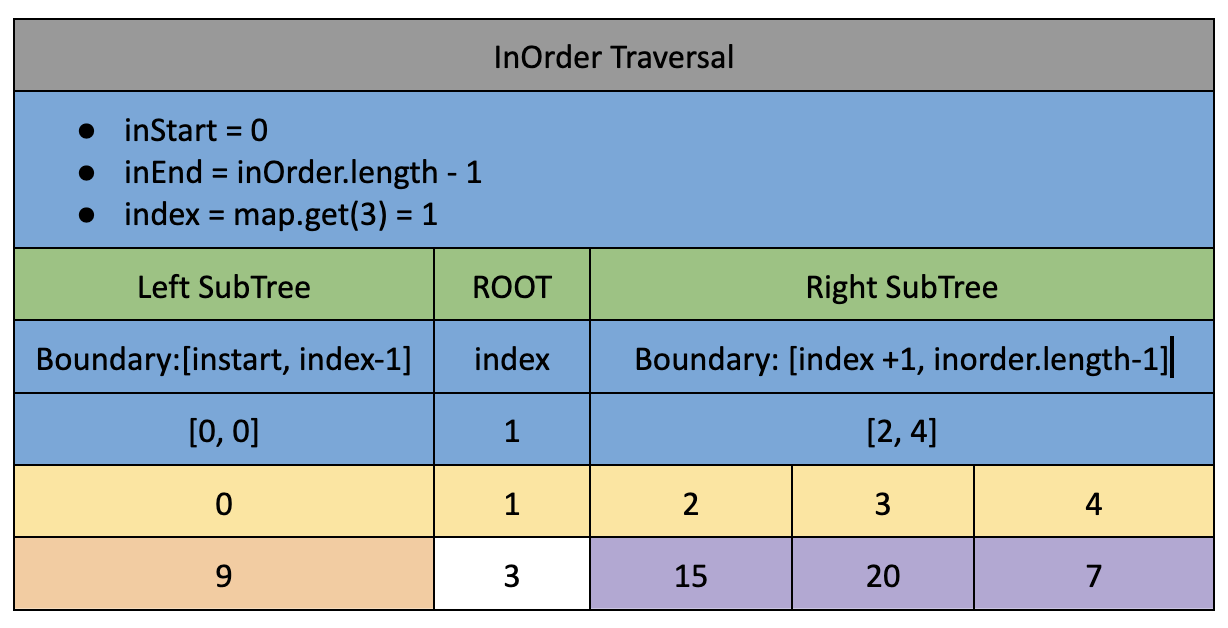 InOrder Traversal
● inStart = 0
● inEnd = inOrder.length - 1
● index = map.get(3) = 1
Left SubTree ROOT Right SubTree
Boundary:[instart, index-1] index Boundary: [index +1, inorder.length-1]
[0, 0] 1 [2, 4]
0 1 2 3 4
9 3 15 20 7